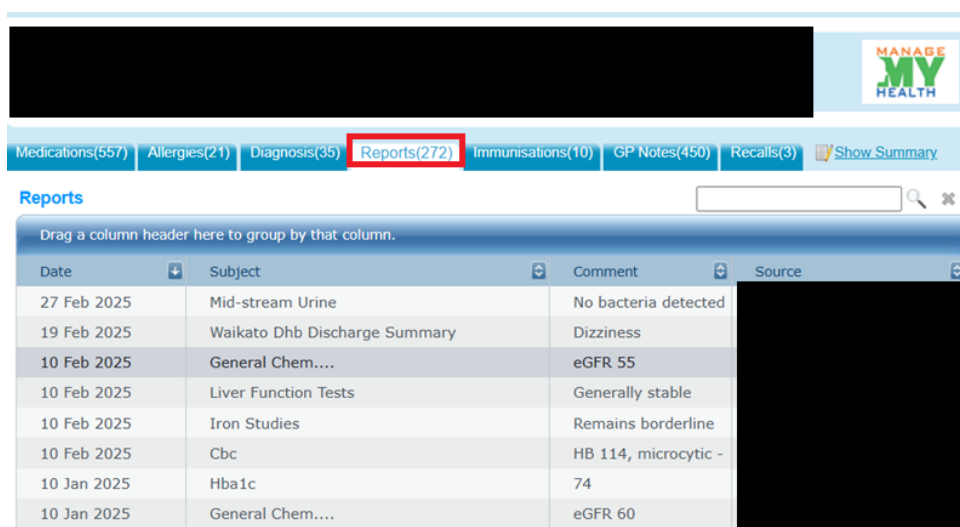 MANAGE
MY
HEALTH
Medications(557) Allergies(21) Diagnosis(35) Reports(272) Immunisations(10) GP Notes(450) Recalls(3) Show Summary
Reports
Drag a column header here to group by that column.
Date Subject Comment Source
27 Feb 2025 Mid-stream Urine No bacteria detected
19 Feb 2025 Waikato Dhb Discharge Summary Dizziness
10 Feb 2025 General Chem.... eGFR 55
10 Feb 2025 Liver Function Tests Generally stable
10 Feb 2025 Iron Studies Remains borderline
10 Feb 2025 Cbc HB 114, microcytic -
10 Jan 2025 Hba1c 74
10 Jan 2025 General Chem.... eGFR 60